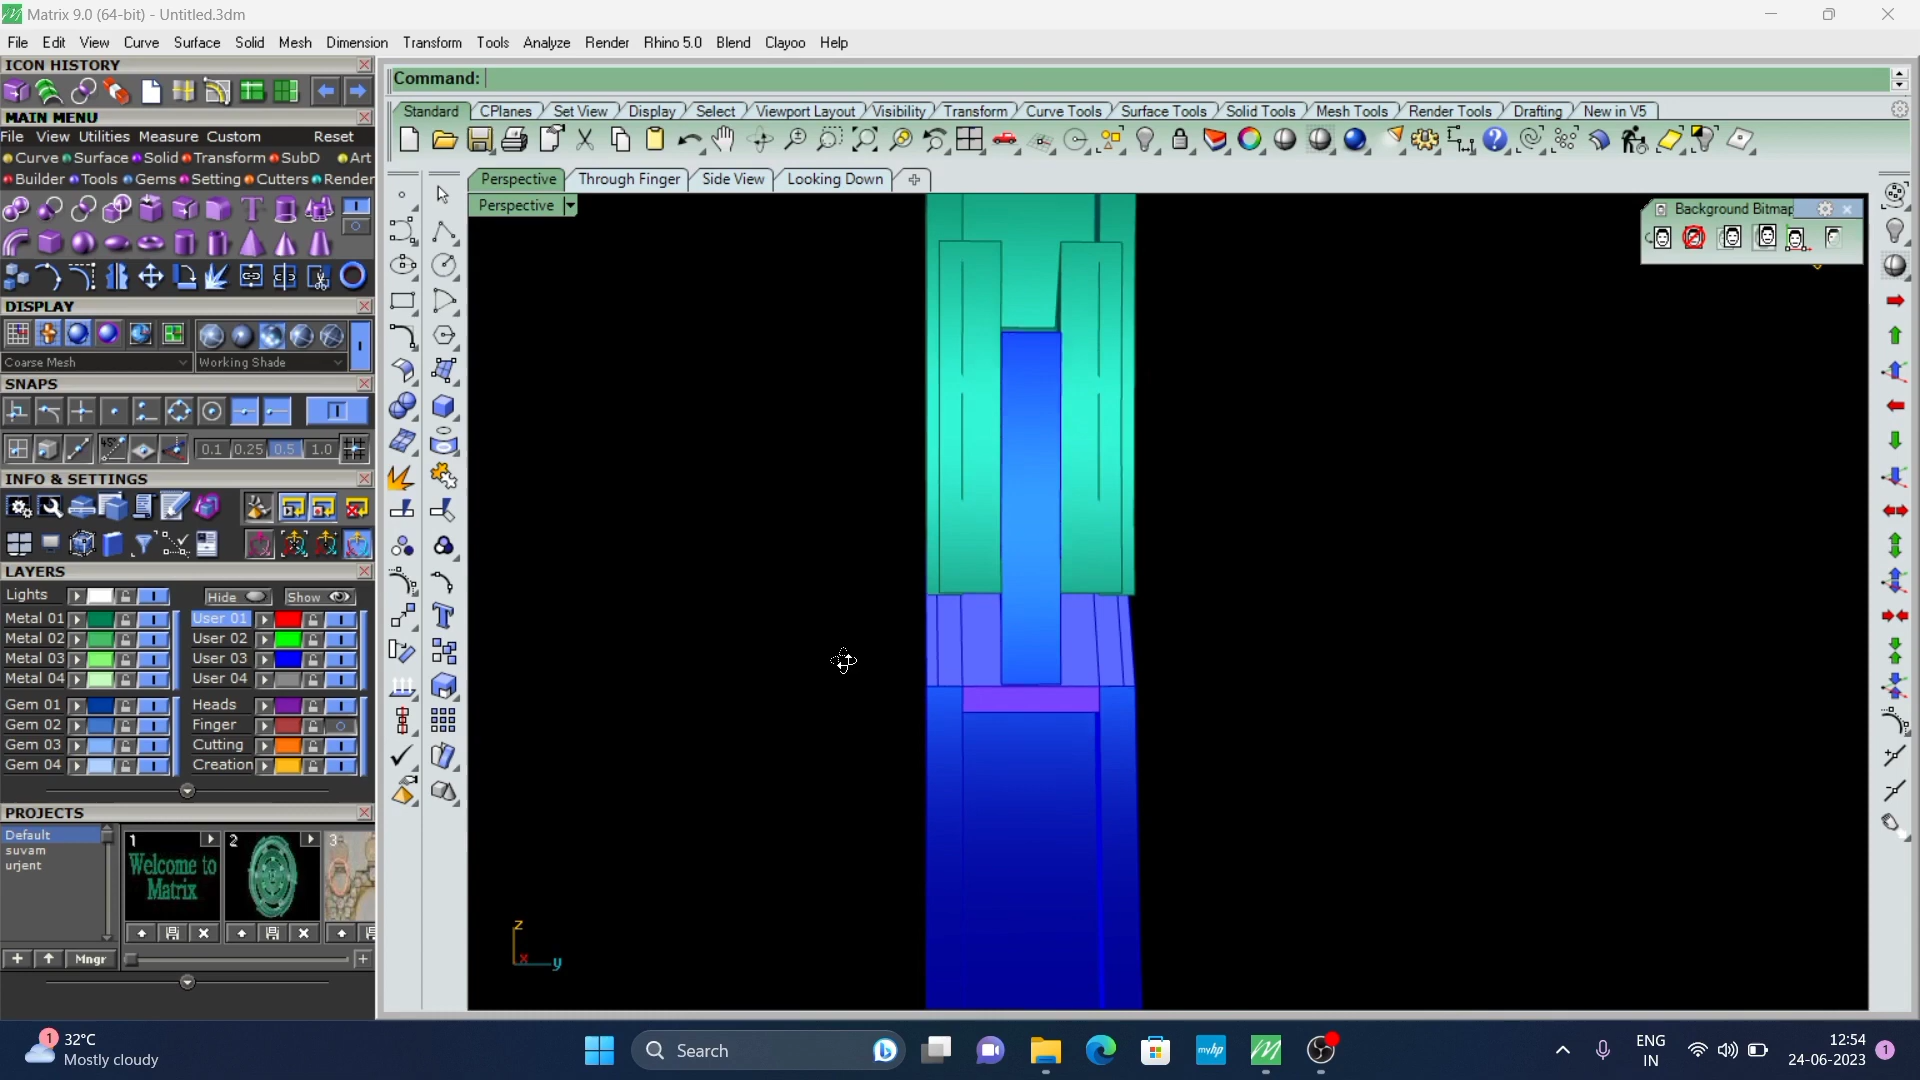 Matrix 9.0 (64-bit) - Untitled.3dm
File Edit View Curve Surface Solid Mesh Dimension Transform Tools Analyze Render Rhino 5.0 Blend Clayoo Help
ICON HISTORY
Command:
Standard CPlanes Set View Display Select Viewport Layout Visibility Transform Curve Tools Surface Tools Solid Tools Mesh Tools Render Tools Drafting New in V5
MAIN MENU
File View Utilities Measure Custom Reset
Curve Surface Solid Transform SubD Art
Builder Tools Gems Setting Cutters Render
Perspective Through Finger Side View Looking Down
Perspective
Background Bitmap
DISPLAY
Coarse Mesh Working Shade
SNAPS
45°
0.1 0.25 0.5 1.0
INFO & SETTINGS
LAYERS
Lights Hide Show
Metal 01 User 01
Metal 02 User 02
Metal 03 User 03
Metal 04 User 04
Gem 01 Heads
Gem 02 Finger
Gem 03 Cutting
Gem 04 Creation
PROJECTS
Default
suvam
urjent
1 2 3
Welcome to
Matrix
Mngr
z
x y
1
32°C
Mostly cloudy
Search
myhp
ENG
IN
12:54
24-06-2023
1